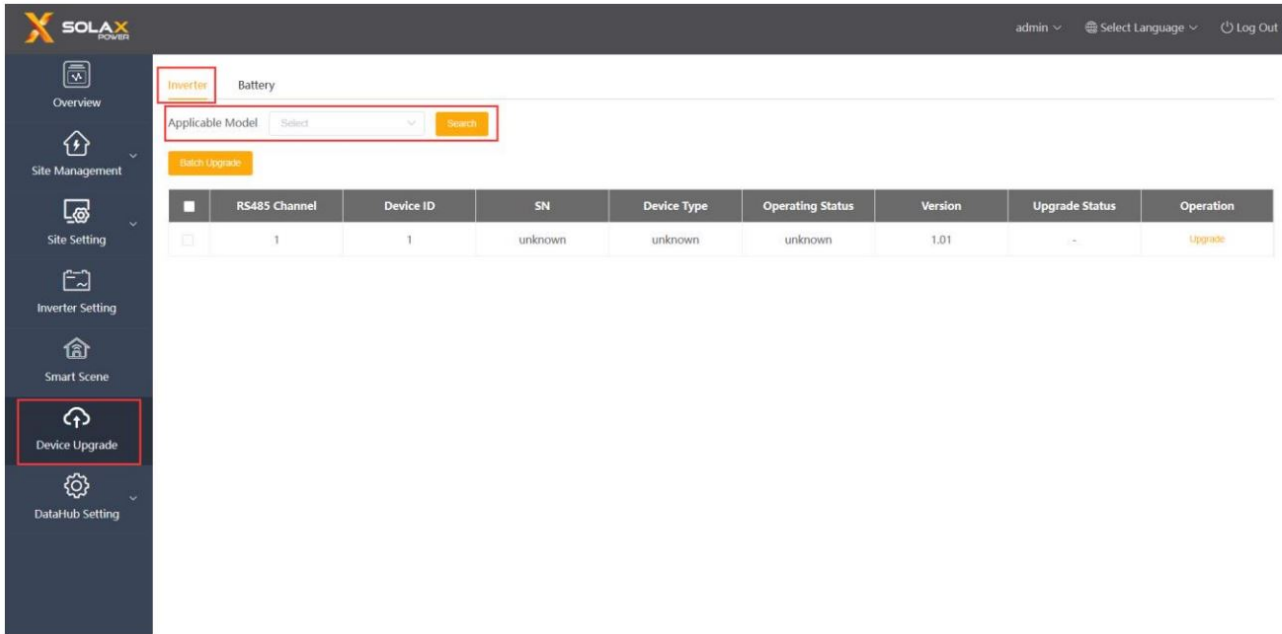 SOLAX
POWER
admin
Select Language
Log Out
Overview
Site Management
Site Setting
Inverter Setting
Smart Scene
Device Upgrade
DataHub Setting
Inverter Battery
Applicable Model Select Search
Batch Upgrade
RS485 Channel Device ID SN Device Type Operating Status Version Upgrade Status Operation
1 1 unknown unknown unknown 1.01 - Upgrade